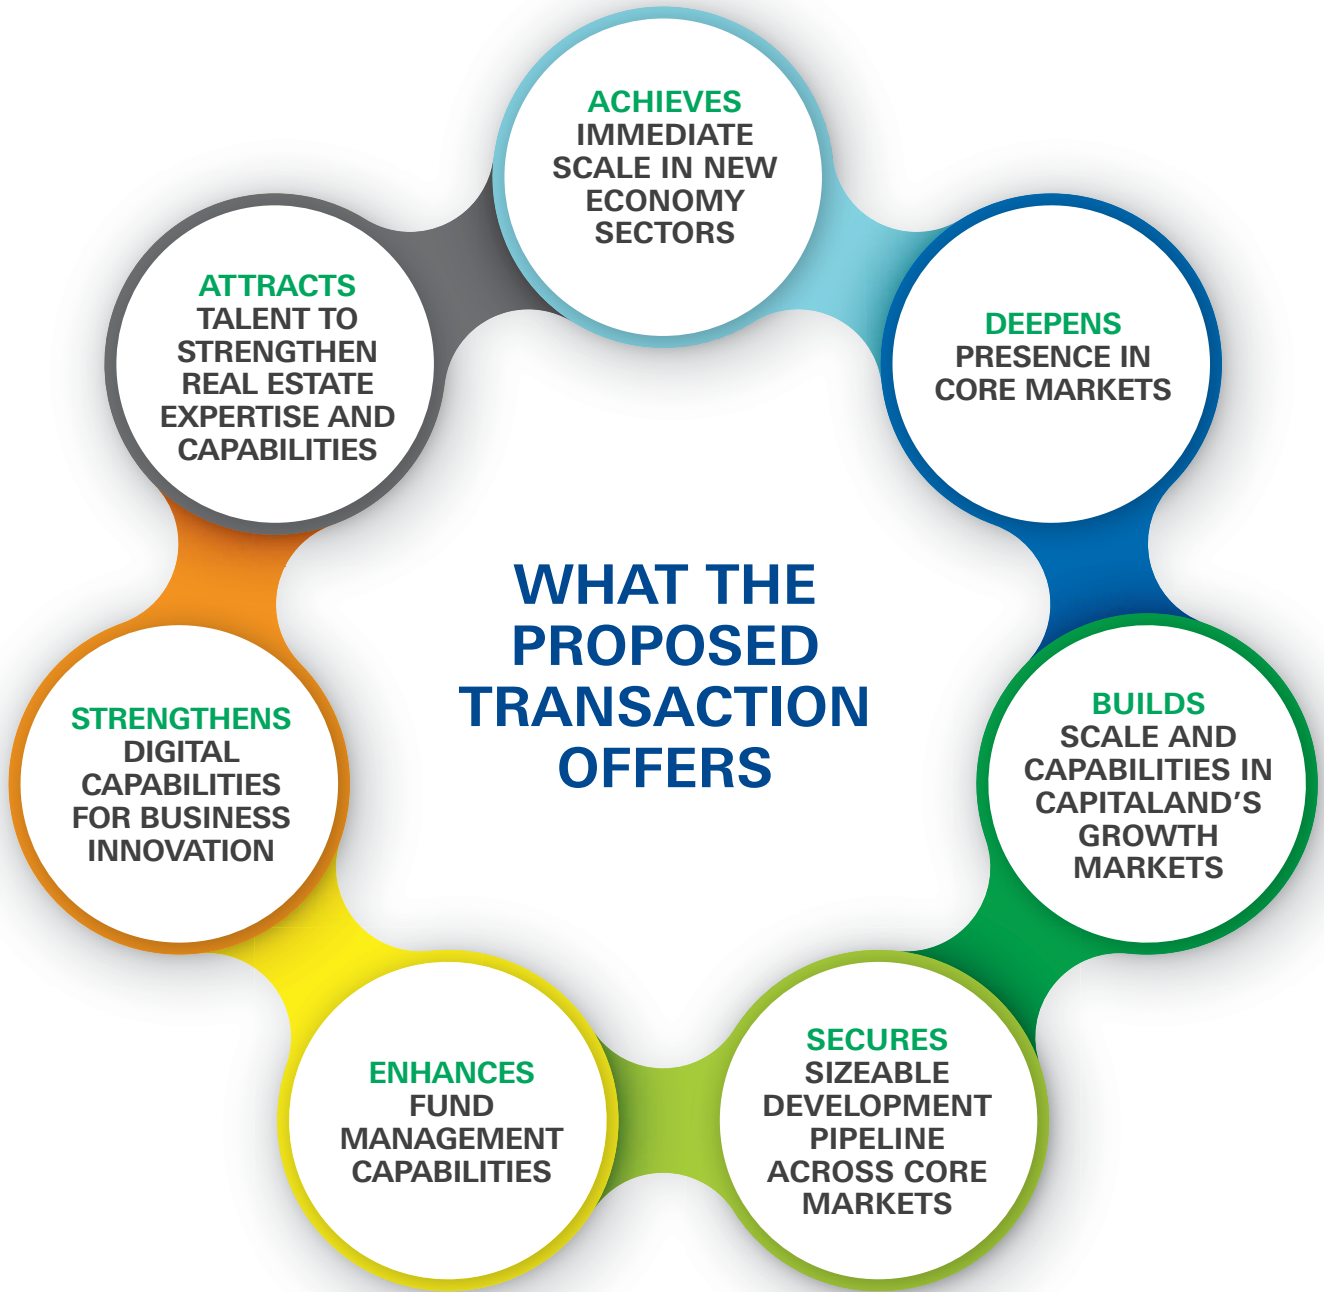 WHAT THE
PROPOSED
TRANSACTION
OFFERS
ACHIEVES
IMMEDIATE
SCALE IN NEW
ECONOMY
SECTORS
DEEPENS
PRESENCE IN
CORE MARKETS
BUILDS
SCALE AND
CAPABILITIES IN
CAPITALAND’S
GROWTH
MARKETS
SECURES
SIZEABLE
DEVELOPMENT
PIPELINE
ACROSS CORE
MARKETS
ENHANCES
FUND
MANAGEMENT
CAPABILITIES
STRENGTHENS
DIGITAL
CAPABILITIES
FOR BUSINESS
INNOVATION
ATTRACTS
TALENT TO
STRENGTHEN
REAL ESTATE
EXPERTISE AND
CAPABILITIES